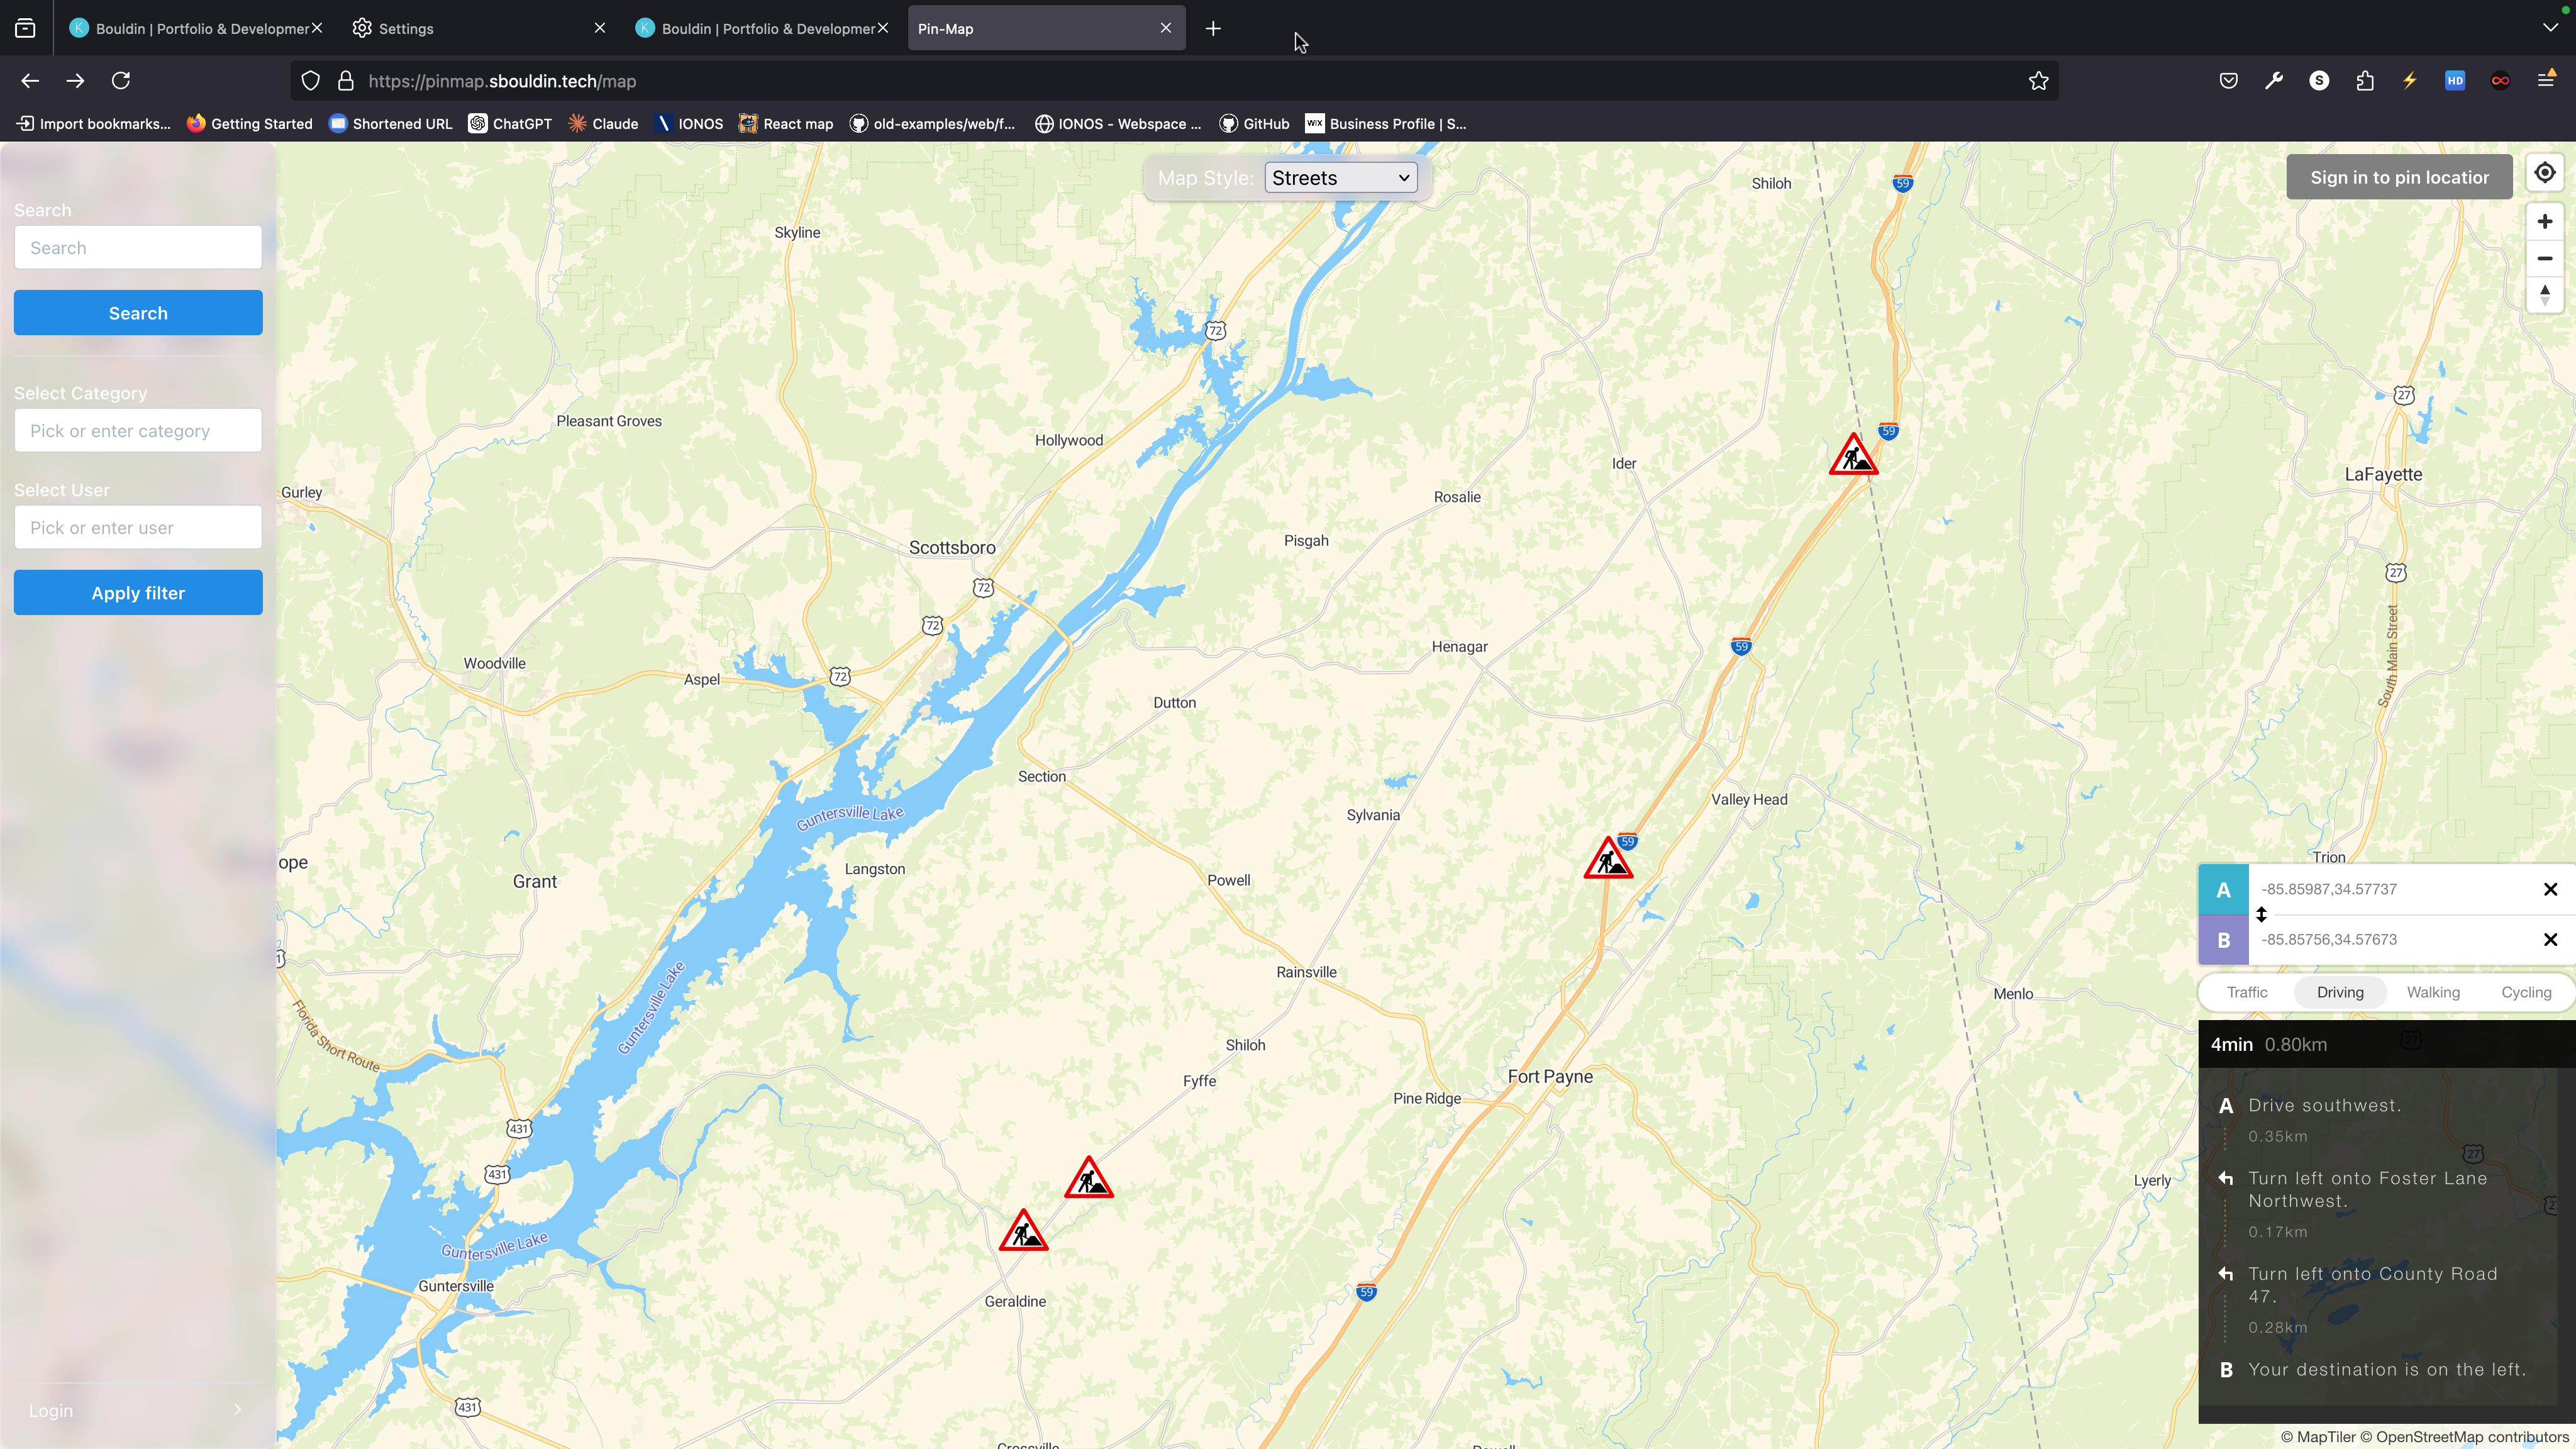 Bouldin | Portfolio & Developmer
Settings
Bouldin | Portfolio & Developmer
Pin-Map
https://pinmap.sbouldin.tech/map
S
HD
Import bookmarks...
Getting Started
Shortened URL
ChatGPT
Claude
IONOS
React map
old-examples/web/f...
IONOS - Webspace ...
GitHub
WiX
Business Profile | S...
Search
Search
Search
Select Category
Pick or enter category
Select User
Pick or enter user
Apply filter
Login
Map Style:
Streets
Sign in to pin locatior
Shiloh
59
Skyline
72
27
Pleasant Groves
Hollywood
59
Ider
LaFayette
Gurley
Rosalie
Pisgah
Scottsboro
72
27
72
South Main Street
59
Henagar
Woodville
Aspel
72
Dutton
Section
Valley Head
Guntersville Lake
Sylvania
59
Trion
ope
Langston
Grant
Powell
Guntersville Lake
Rainsville
Menlo
Florida Short Route
Shiloh
Fyffe
Fort Payne
Pine Ridge
431
431
Lyerly
Guntersville Lake
Guntersville
59
Geraldine
431
Crossville
A
-85.85987,34.57737
B
-85.85756,34.57673
Traffic
Driving
Walking
Cycling
4min 0.80km
A Drive southwest.
0.35km
27
Turn left onto Foster Lane
Northwest.
0.17km
Turn left onto County Road
47.
0.28km
B Your destination is on the left.
© MapTiler © OpenStreetMap contributors